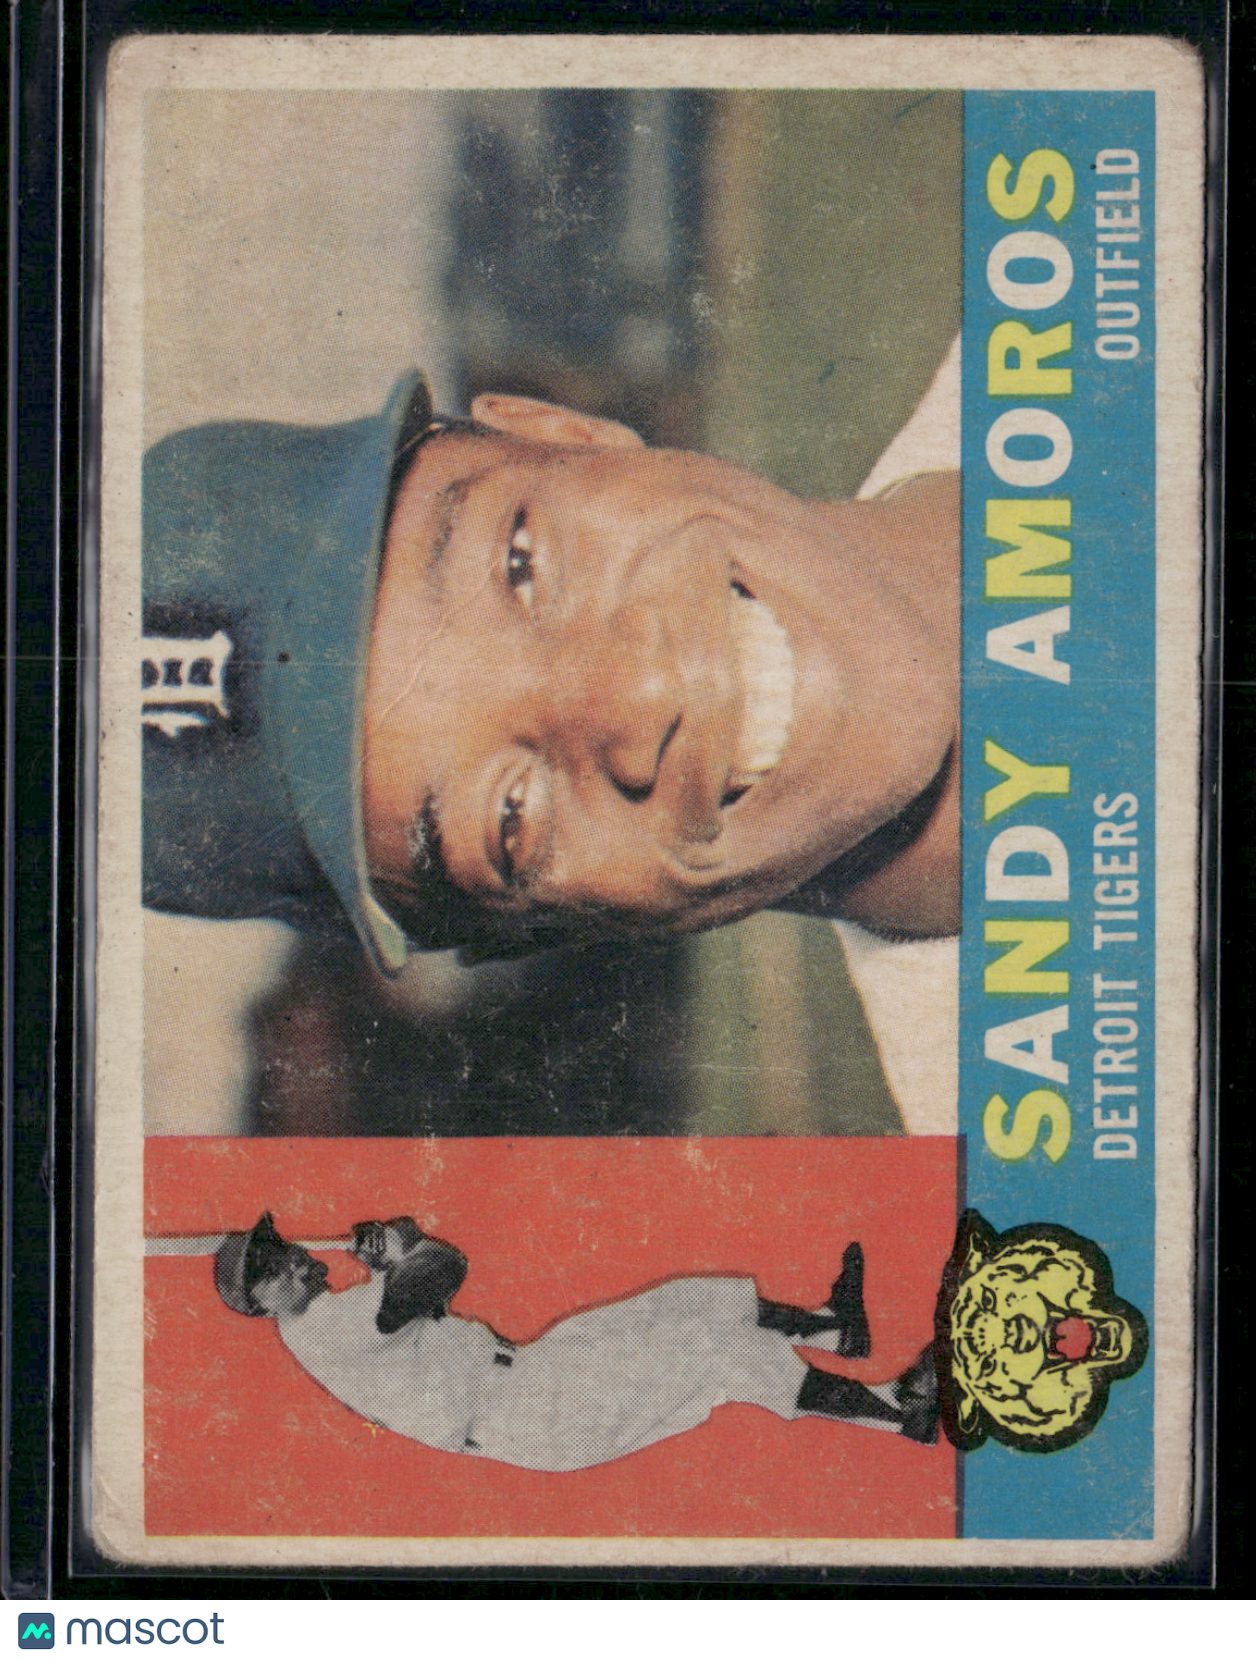 SANDY AMOROS
DETROIT TIGERS OUTFIELD
D
mascot